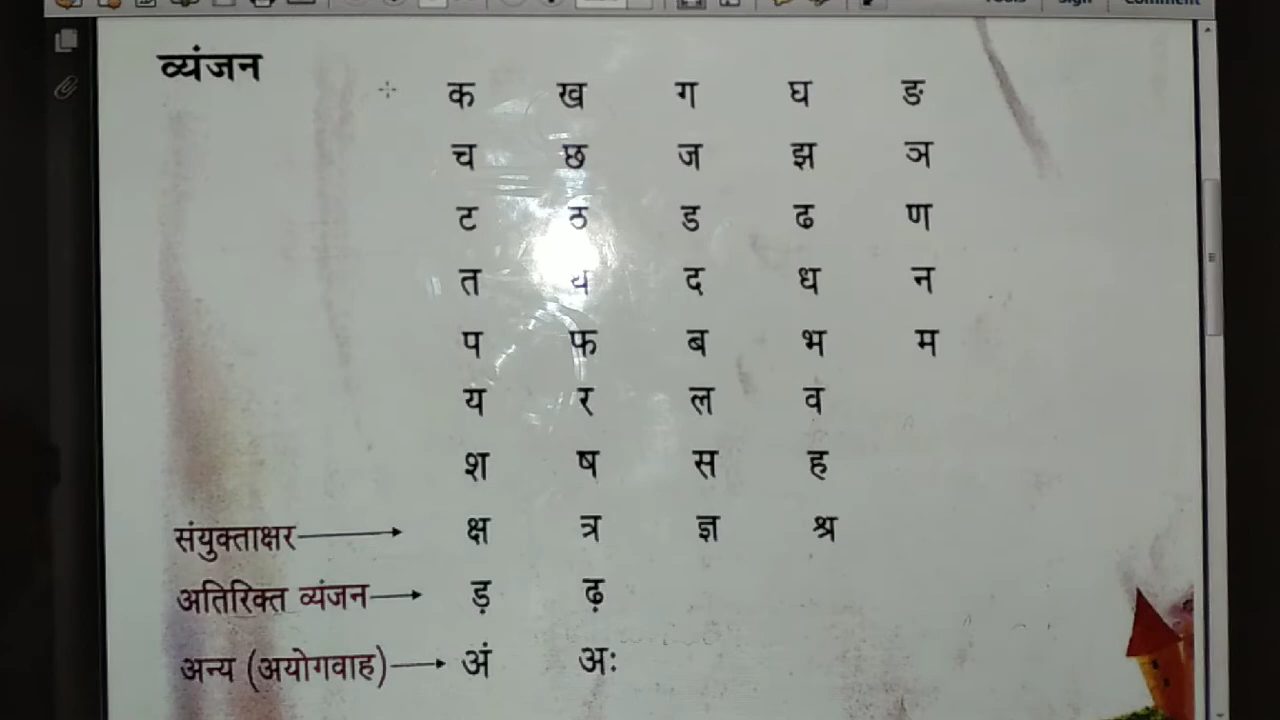 व्यंजन
क ख ग घ ङ
च छ ज झ ञ
ट ठ ड ढ ण
त द ध न
प फ ब भ म
य र ल व
श ष स ह
संयुक्ताक्षर → क्ष त्र ज्ञ श्र
अतिरिक्त व्यंजन → ड़ ढ़
अन्य (अयोगवाह) → अं अः